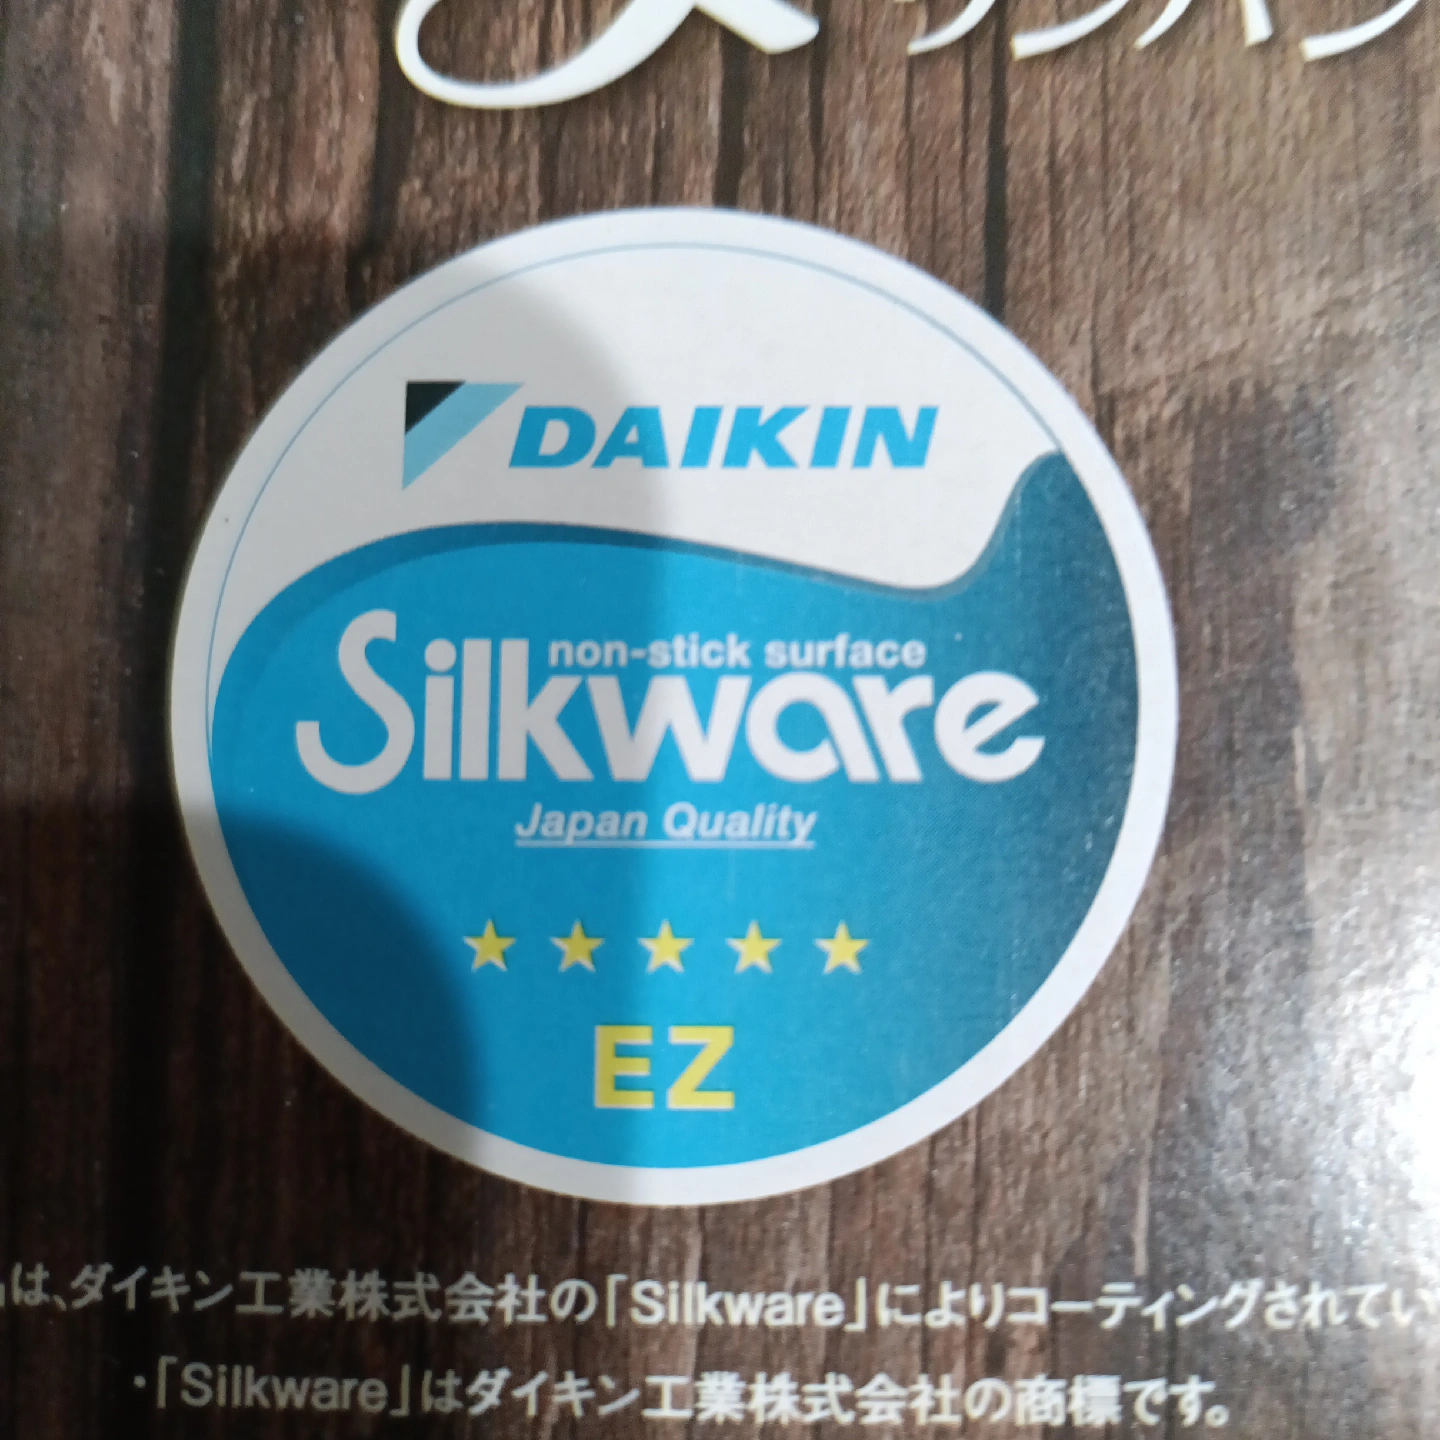 DAIKIN
non-stick surface
Silkware
Japan Quality
EZ
は、ダイキン工業株式会社の「Silkware」によりコーティングされてい
・「Silkware」はダイキン工業株式会社の商標です。